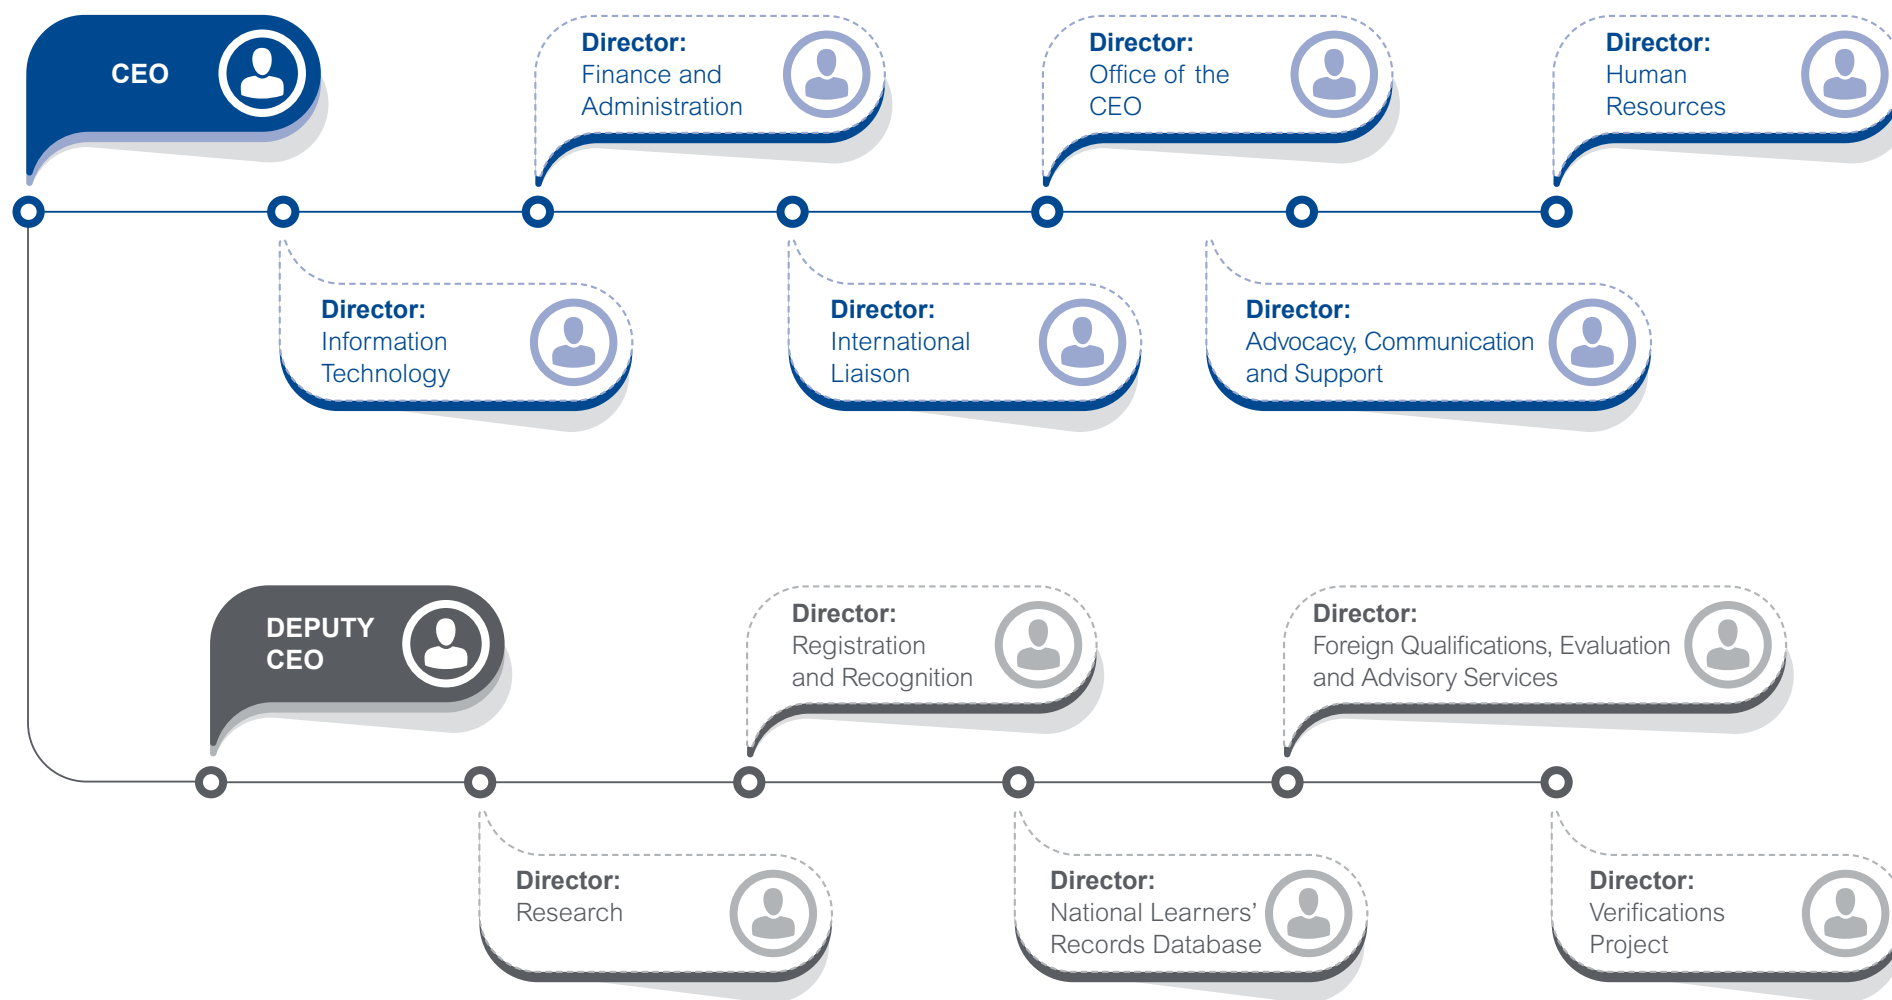 CEO
Director:
Finance and
Administration
Director:
Office of the
CEO
Director:
Human
Resources
Director:
Information
Technology
Director:
International
Liaison
Director:
Advocacy, Communication
and Support
DEPUTY
CEO
Director:
Registration
and Recognition
Director:
Foreign Qualifications, Evaluation
and Advisory Services
Director:
Research
Director:
National Learners’
Records Database
Director:
Verifications
Project